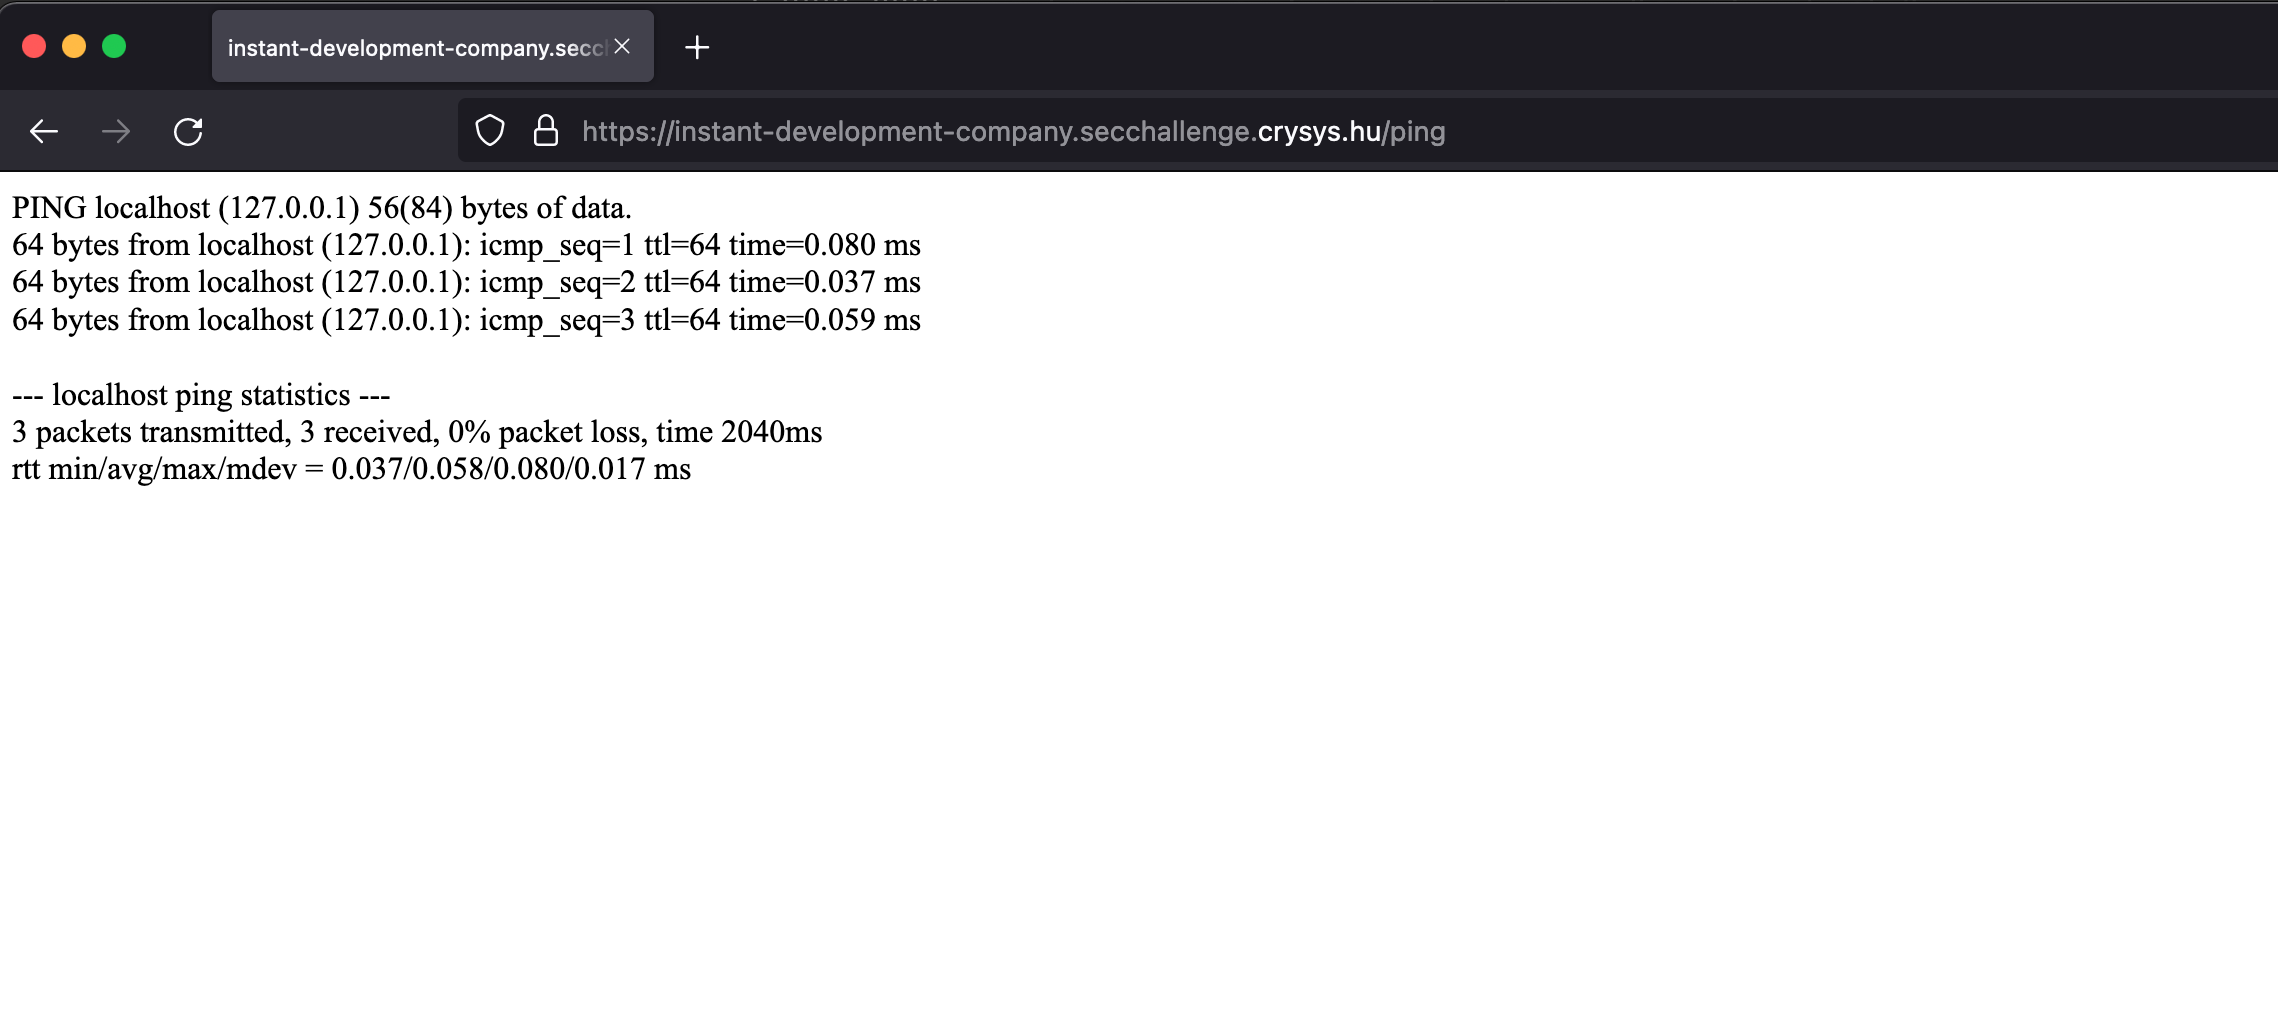 instant-development-company.secch
https://instant-development-company.secchallenge.crysys.hu/ping
PING localhost (127.0.0.1) 56(84) bytes of data.
64 bytes from localhost (127.0.0.1): icmp_seq=1 ttl=64 time=0.080 ms
64 bytes from localhost (127.0.0.1): icmp_seq=2 ttl=64 time=0.037 ms
64 bytes from localhost (127.0.0.1): icmp_seq=3 ttl=64 time=0.059 ms
--- localhost ping statistics ---
3 packets transmitted, 3 received, 0% packet loss, time 2040ms
rtt min/avg/max/mdev = 0.037/0.058/0.080/0.017 ms